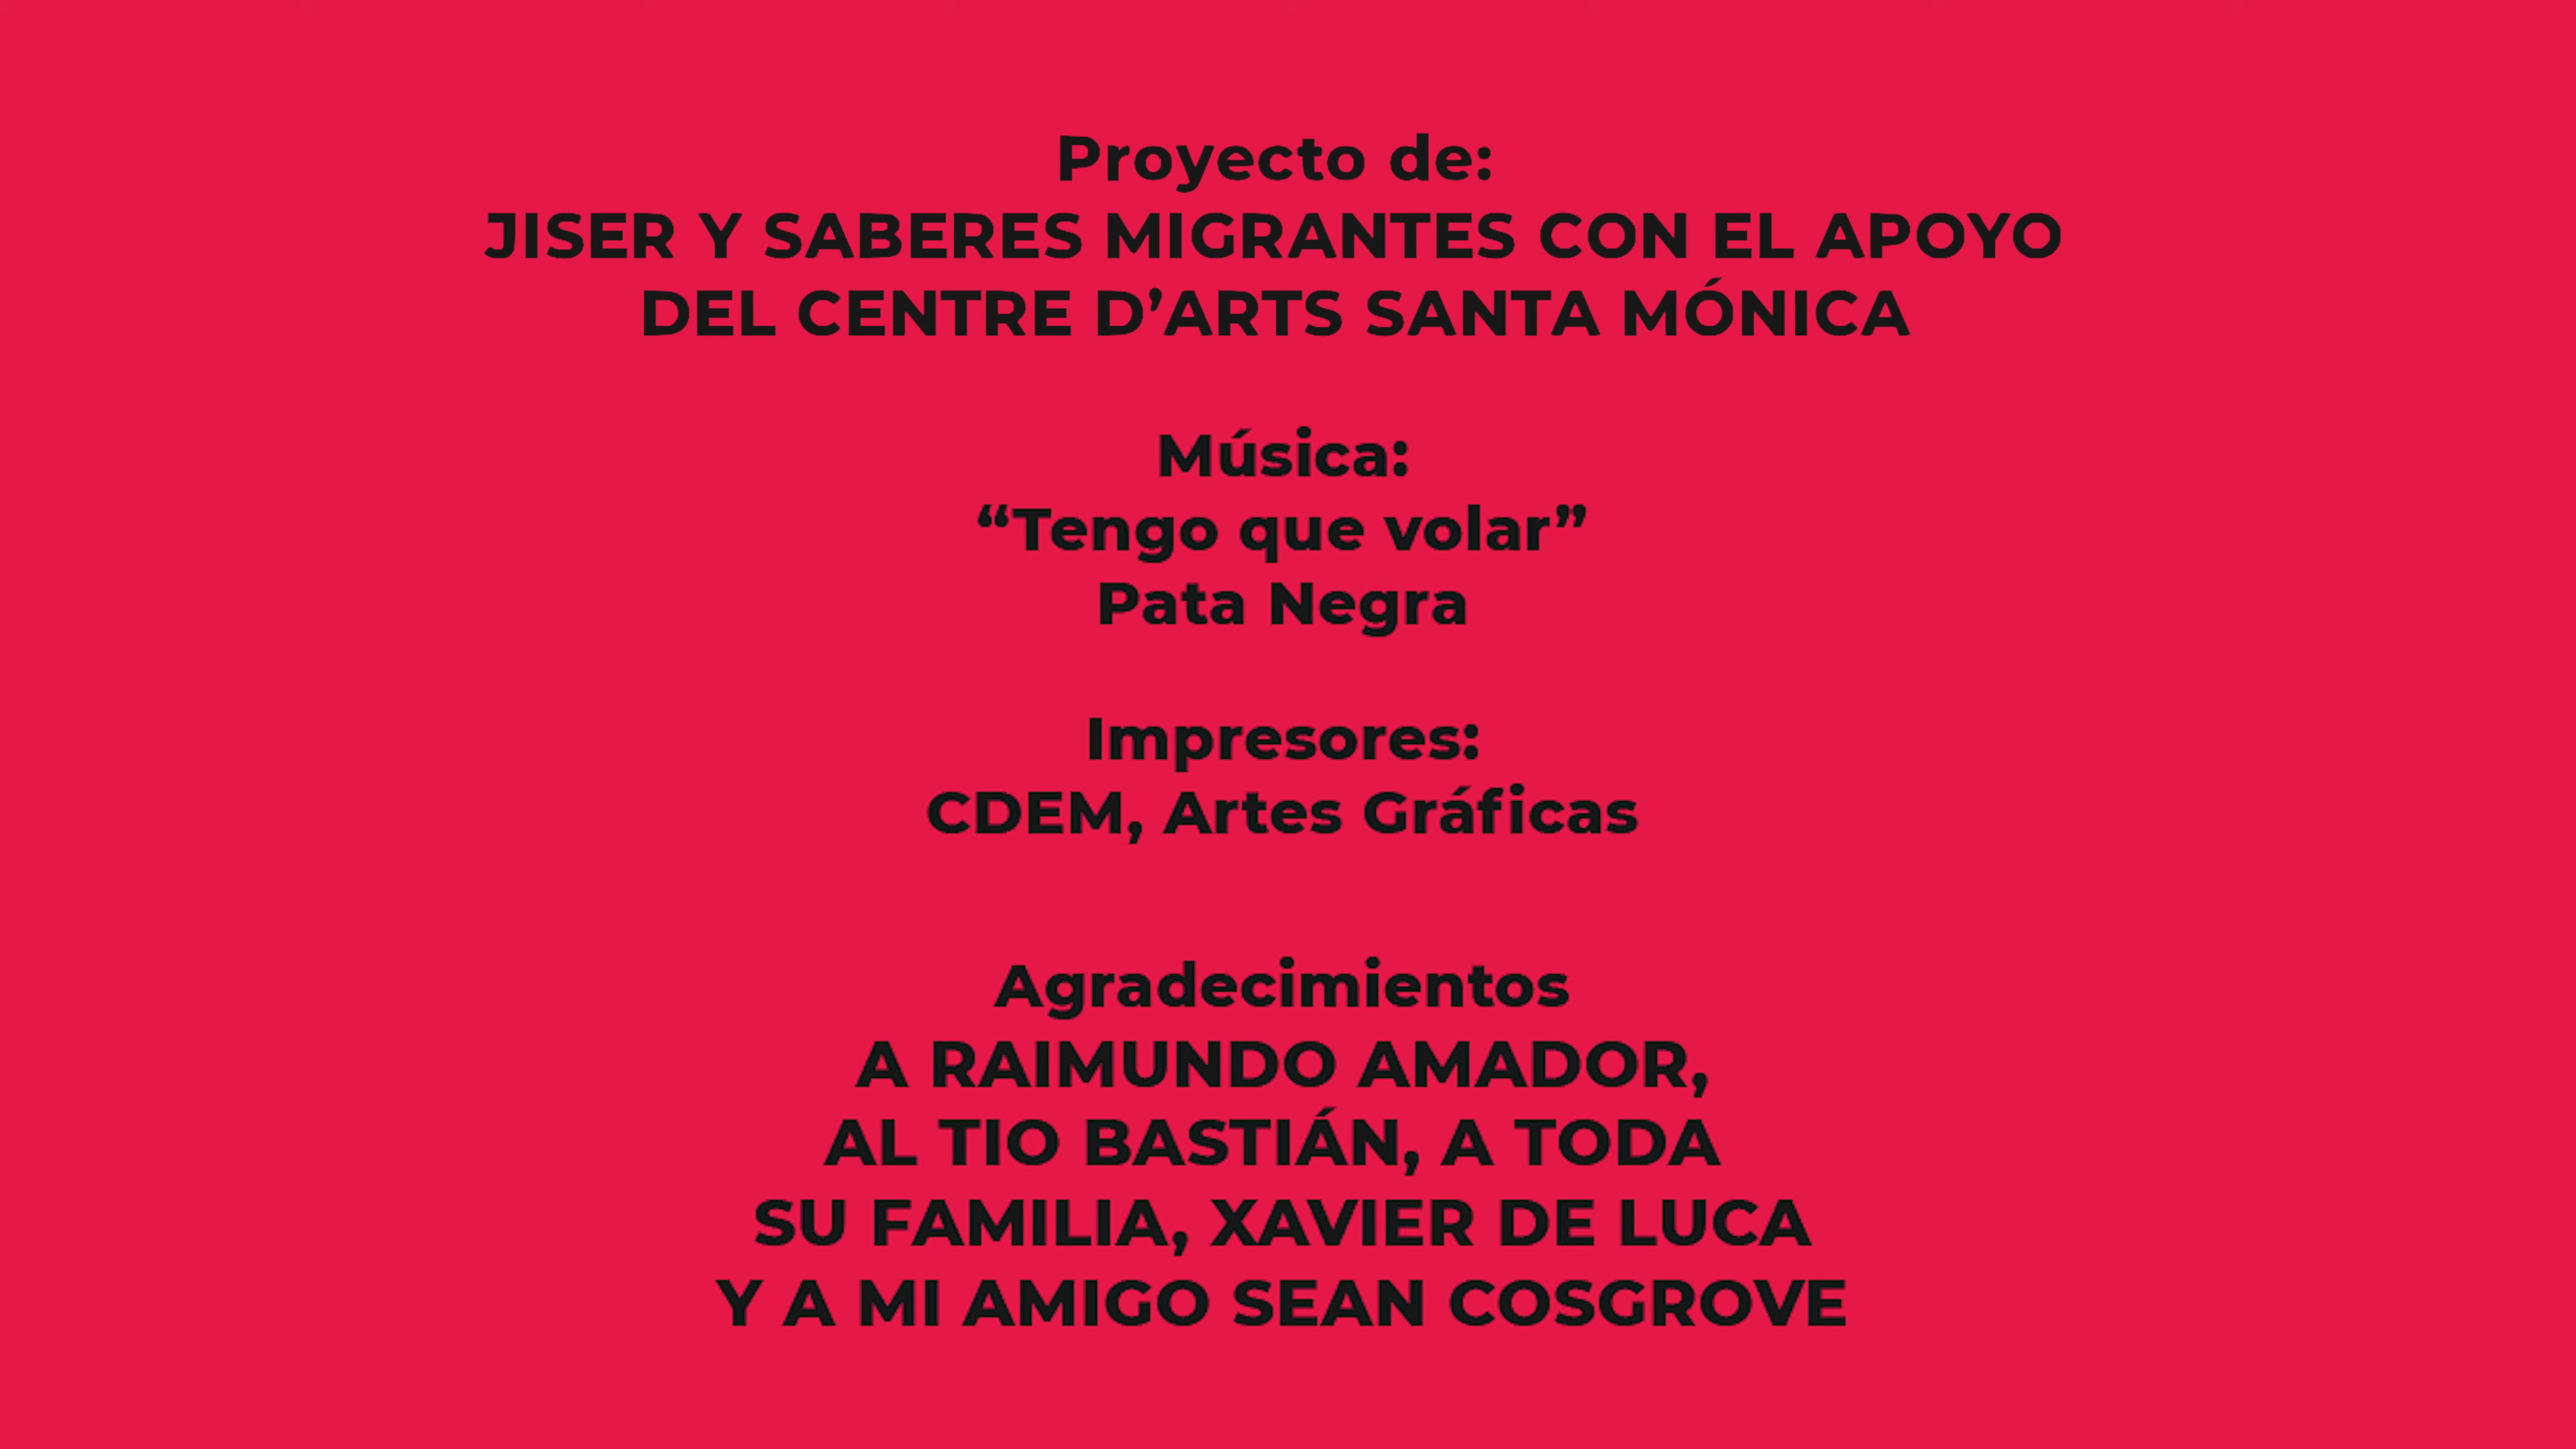 Proyecto de:
JISER Y SABERES MIGRANTES CON EL APOYO
DEL CENTRE D’ARTS SANTA MÓNICA
Música:
“Tengo que volar”
Pata Negra
Impresores:
CDEM, Artes Gráficas
Agradecimientos
A RAIMUNDO AMADOR,
AL TIO BASTIÁN, A TODA
SU FAMILIA, XAVIER DE LUCA
Y A MI AMIGO SEAN COSGROVE